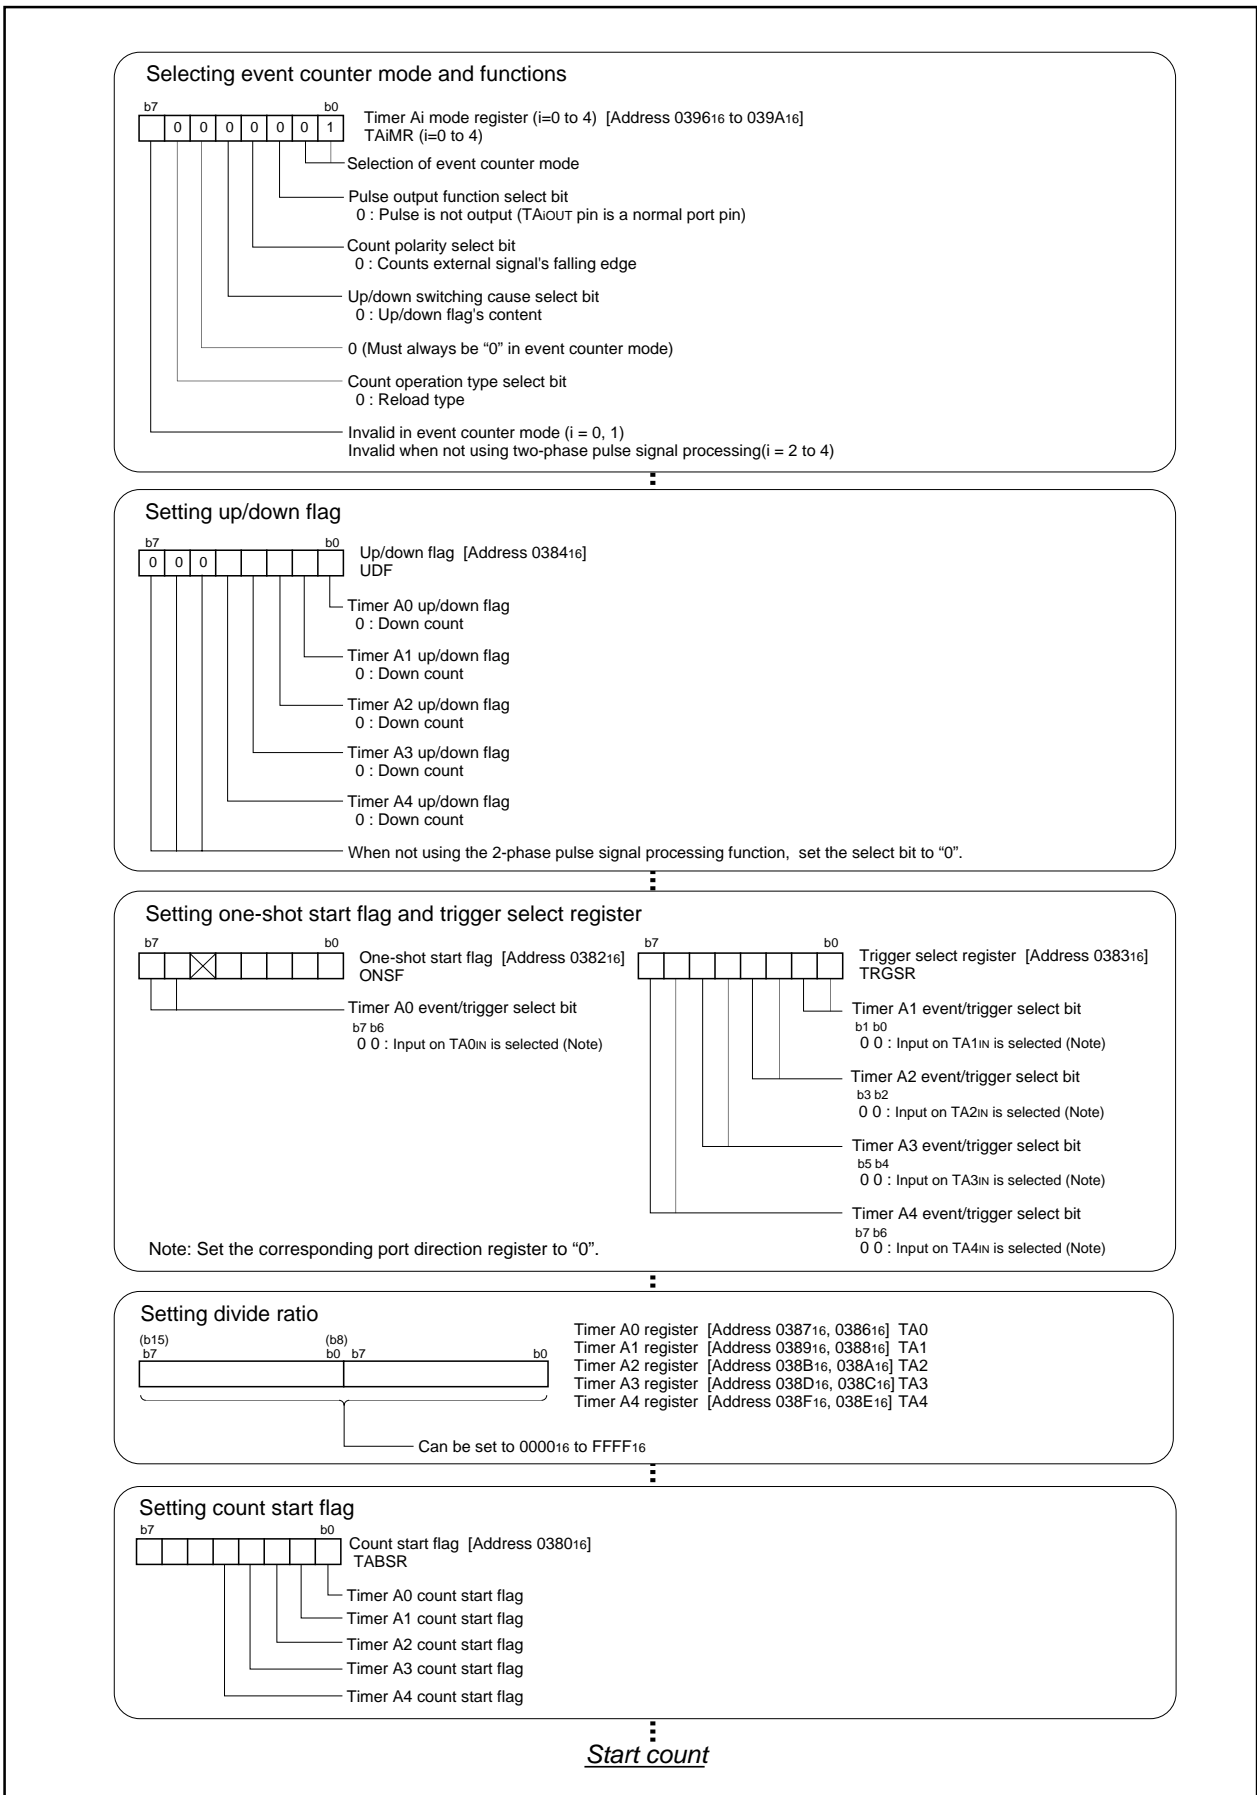 Selecting event counter mode and functions
b7 b0
0 0 0 0 0 0 1
Timer Ai mode register (i=0 to 4) [Address 039616 to 039A16]
TAiMR (i=0 to 4)
Selection of event counter mode
Pulse output function select bit
0 : Pulse is not output (TAiOUT pin is a normal port pin)
Count polarity select bit
0 : Counts external signal's falling edge
Up/down switching cause select bit
0 : Up/down flag's content
0 (Must always be “0” in event counter mode)
Count operation type select bit
0 : Reload type
Invalid in event counter mode (i = 0, 1)
Invalid when not using two-phase pulse signal processing(i = 2 to 4)
Setting up/down flag
b7 b0
0 0 0
Up/down flag [Address 038416]
UDF
Timer A0 up/down flag
0 : Down count
Timer A1 up/down flag
0 : Down count
Timer A2 up/down flag
0 : Down count
Timer A3 up/down flag
0 : Down count
Timer A4 up/down flag
0 : Down count
When not using the 2-phase pulse signal processing function, set the select bit to “0”.
Setting one-shot start flag and trigger select register
b7 b0
One-shot start flag [Address 038216]
ONSF
Timer A0 event/trigger select bit
b7 b6
0 0 : Input on TA0IN is selected (Note)
b7 b0
Trigger select register [Address 038316]
TRGSR
Timer A1 event/trigger select bit
b1 b0
0 0 : Input on TA1IN is selected (Note)
Timer A2 event/trigger select bit
b3 b2
0 0 : Input on TA2IN is selected (Note)
Timer A3 event/trigger select bit
b5 b4
0 0 : Input on TA3IN is selected (Note)
Timer A4 event/trigger select bit
b7 b6
0 0 : Input on TA4IN is selected (Note)
Note: Set the corresponding port direction register to “0”.
Setting divide ratio
(b15) (b8)
b7 b0 b7 b0
Timer A0 register [Address 038716, 038616] TA0
Timer A1 register [Address 038916, 038816] TA1
Timer A2 register [Address 038B16, 038A16] TA2
Timer A3 register [Address 038D16, 038C16] TA3
Timer A4 register [Address 038F16, 038E16] TA4
Can be set to 000016 to FFFF16
Setting count start flag
b7 b0
Count start flag [Address 038016]
TABSR
Timer A0 count start flag
Timer A1 count start flag
Timer A2 count start flag
Timer A3 count start flag
Timer A4 count start flag
Start count